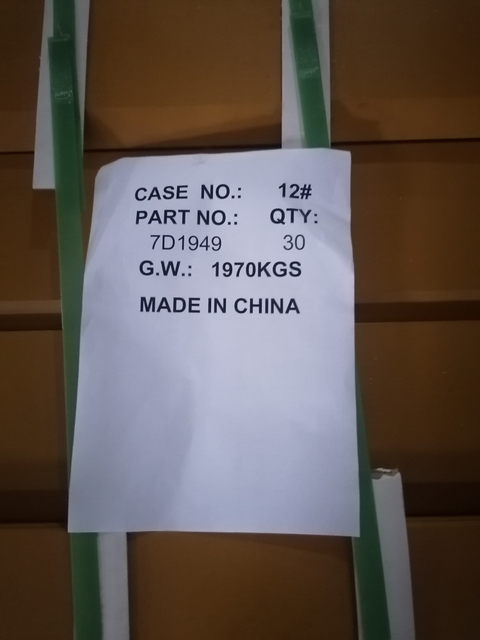 CASE NO.: 12#
PART NO.: QTY:
7D1949 30
G.W.: 1970KGS
MADE IN CHINA